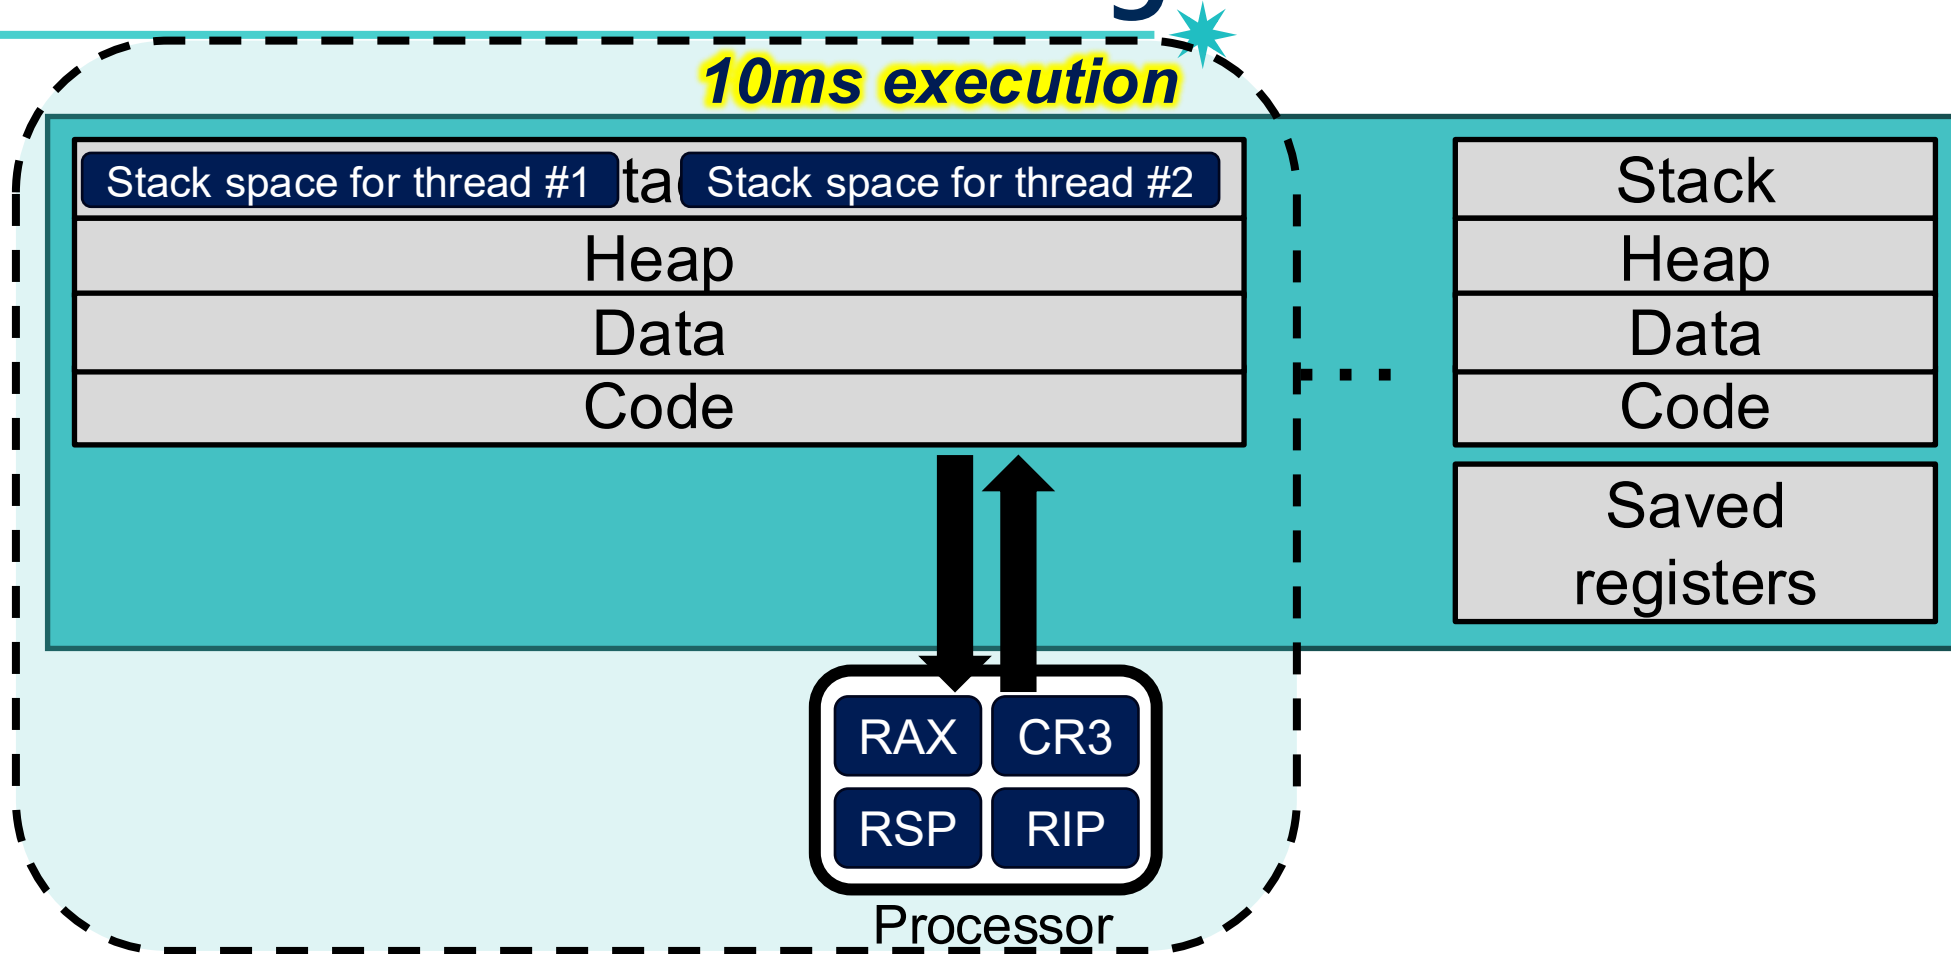 10ms execution
Stack space for thread #1 Stack space for thread #2
Heap
Data
Code
...
Stack
Heap
Data
Code
Saved
registers
RAX CR3
RSP RIP
Processor